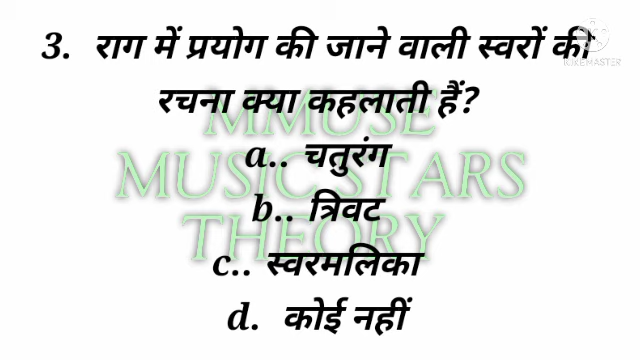 3. राग में प्रयोग की जाने वाली स्वरों की
KINEMASTER
रचना क्या कहलाती हैं?
MMUSE
a.. चतुरंग
MUSIC STARS
b.. त्रिवट
THEORY
c.. स्वरमलिका
d. कोई नहीं